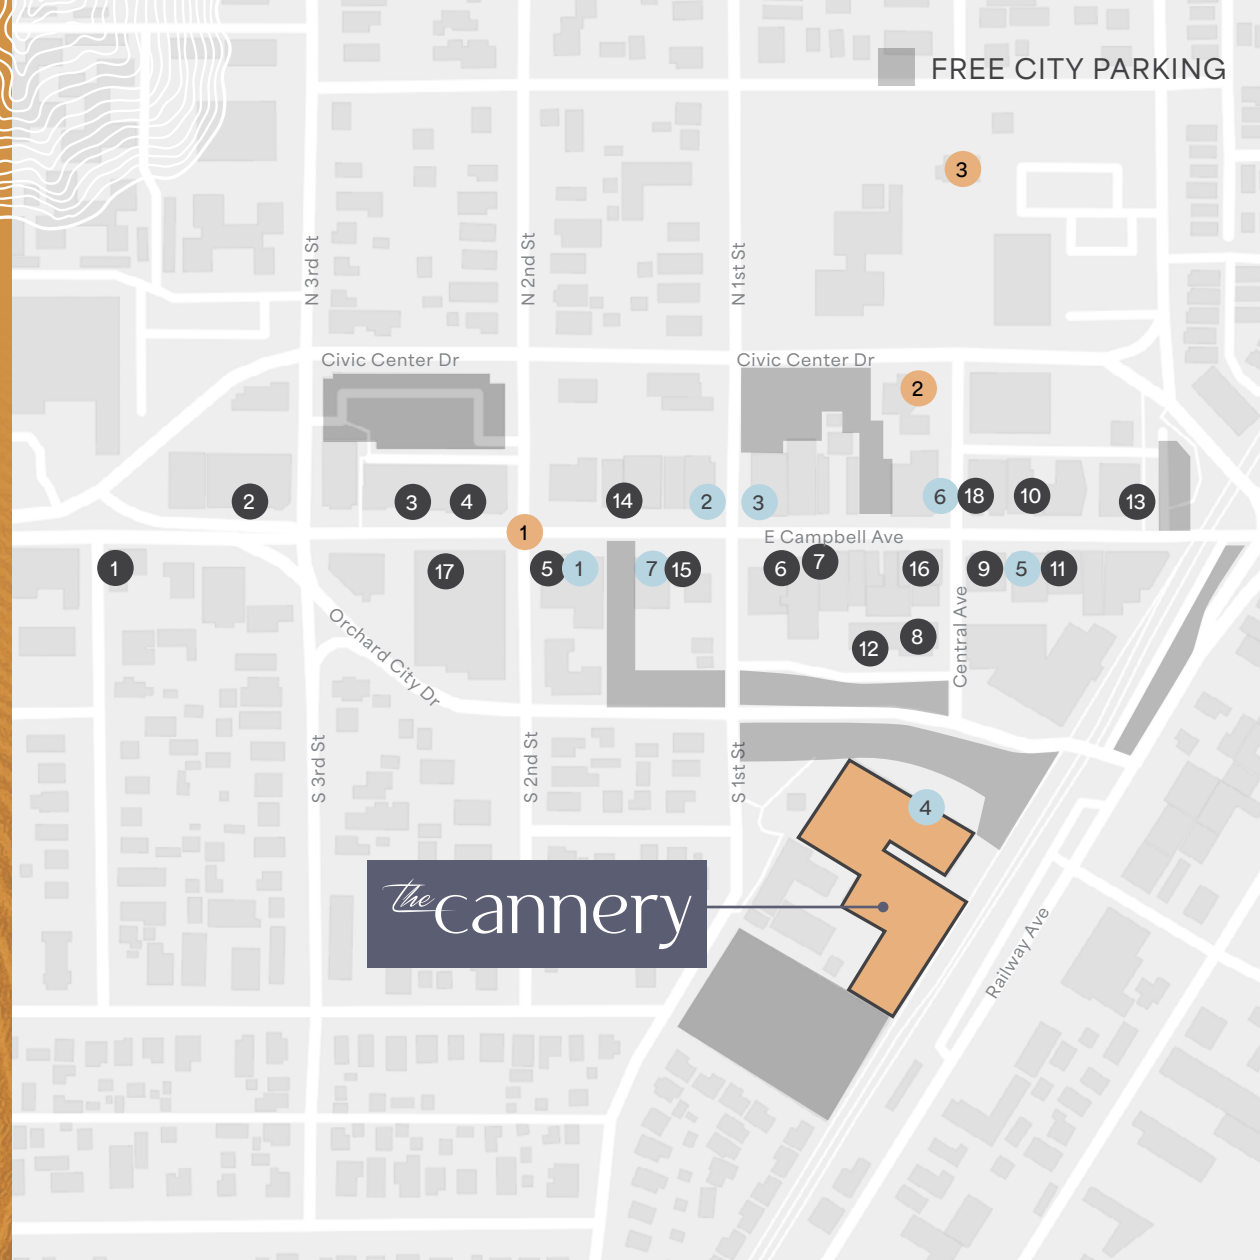 FREE CITY PARKING
3
N 3rd St
N 2nd St
N 1st St
Civic Center Dr
Civic Center Dr
2
2
3
4
14
2
3
6
18
10
13
1
E Campbell Ave
1
17
5
1
7
15
6
7
16
9
5
11
Orchard City Dr
12
8
Central Ave
S 3rd St
S 2nd St
S 1st St
4
the cannery
Railway Ave